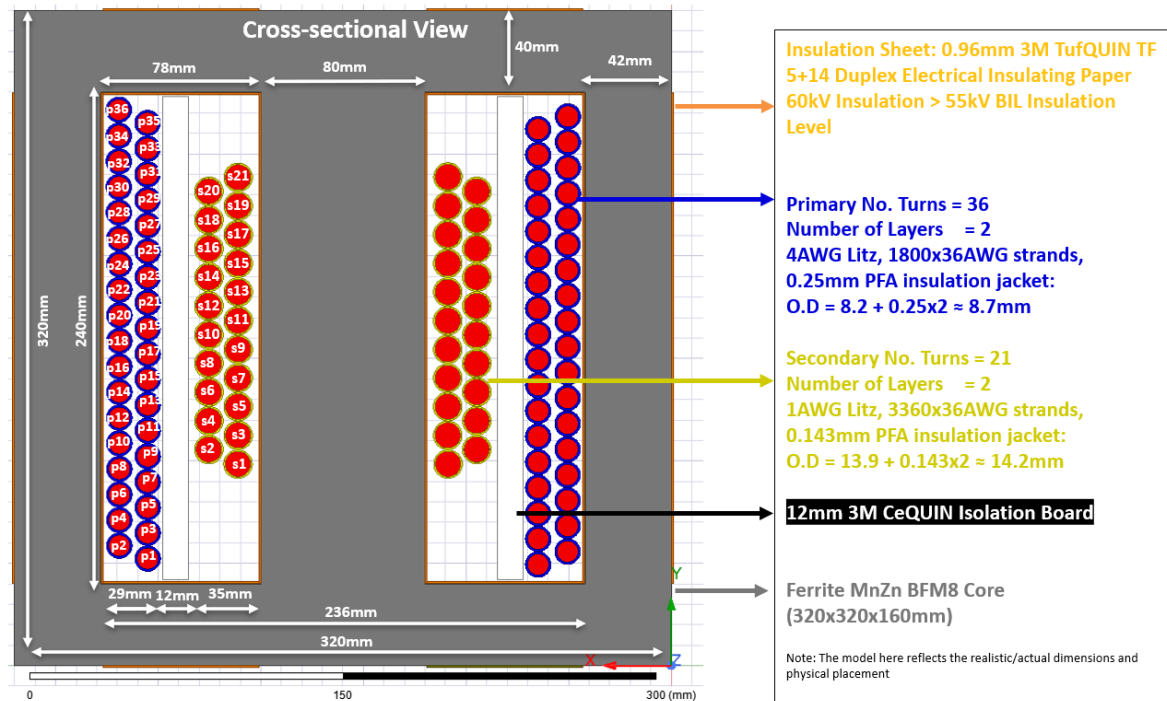 Cross-sectional View
40mm
78mm
80mm
42mm
320mm
240mm
p36
p35
p34
p33
p32
p31
p30
p29
p28
p27
p26
p25
p24
p23
p22
p21
p20
p19
p18
p17
p16
p15
p14
p13
p12
p11
p10
p9
p8
p7
p6
p5
p4
p3
p2
p1
s21
s20
s19
s18
s17
s16
s15
s14
s13
s12
s11
s10
s9
s8
s7
s6
s5
s4
s3
s2
s1
29mm
12mm
35mm
236mm
320mm
Y
X
Z
0
150
300 (mm)
Insulation Sheet: 0.96mm 3M TufQUIN TF
5+14 Duplex Electrical Insulating Paper
60kV Insulation > 55kV BIL Insulation
Level
Primary No. Turns = 36
Number of Layers = 2
4AWG Litz, 1800x36AWG strands,
0.25mm PFA insulation jacket:
O.D = 8.2 + 0.25x2 ≈ 8.7mm
Secondary No. Turns = 21
Number of Layers = 2
1AWG Litz, 3360x36AWG strands,
0.143mm PFA insulation jacket:
O.D = 13.9 + 0.143x2 ≈ 14.2mm
12mm 3M CeQUIN Isolation Board
Ferrite MnZn BFM8 Core
(320x320x160mm)
Note: The model here reflects the realistic/actual dimensions and
physical placement